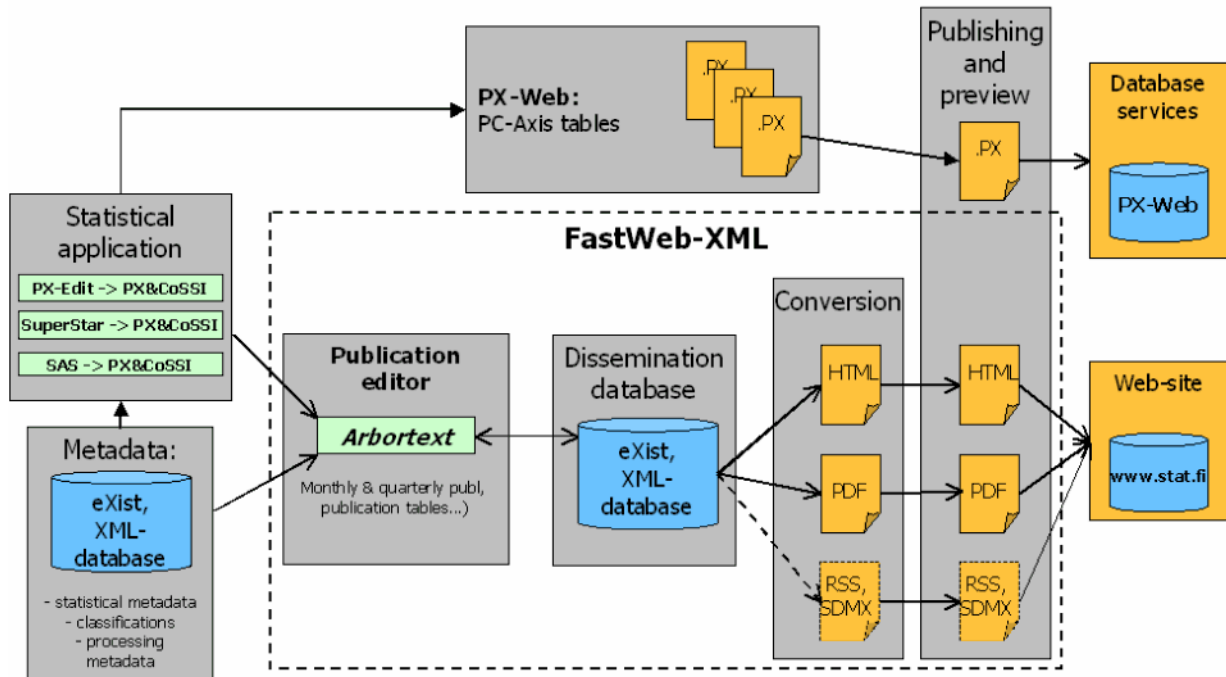 PX-Web:
PC-Axis tables
.PX
.PX
.PX
Publishing
and
preview
.PX
Database
services
PX-Web
Statistical
application
PX-Edit -> PX&CoSSI
SuperStar -> PX&CoSSI
SAS -> PX&CoSSI
Metadata:
eXist,
XML-
database
- statistical metadata
- classifications
- processing
metadata
FastWeb-XML
Publication
editor
Arbortext
Monthly & quarterly publ,
publication tables...)
Dissemination
database
eXist,
XML-
database
Conversion
HTML
PDF
RSS,
SDMX
HTML
PDF
RSS,
SDMX
Web-site
www.stat.fi